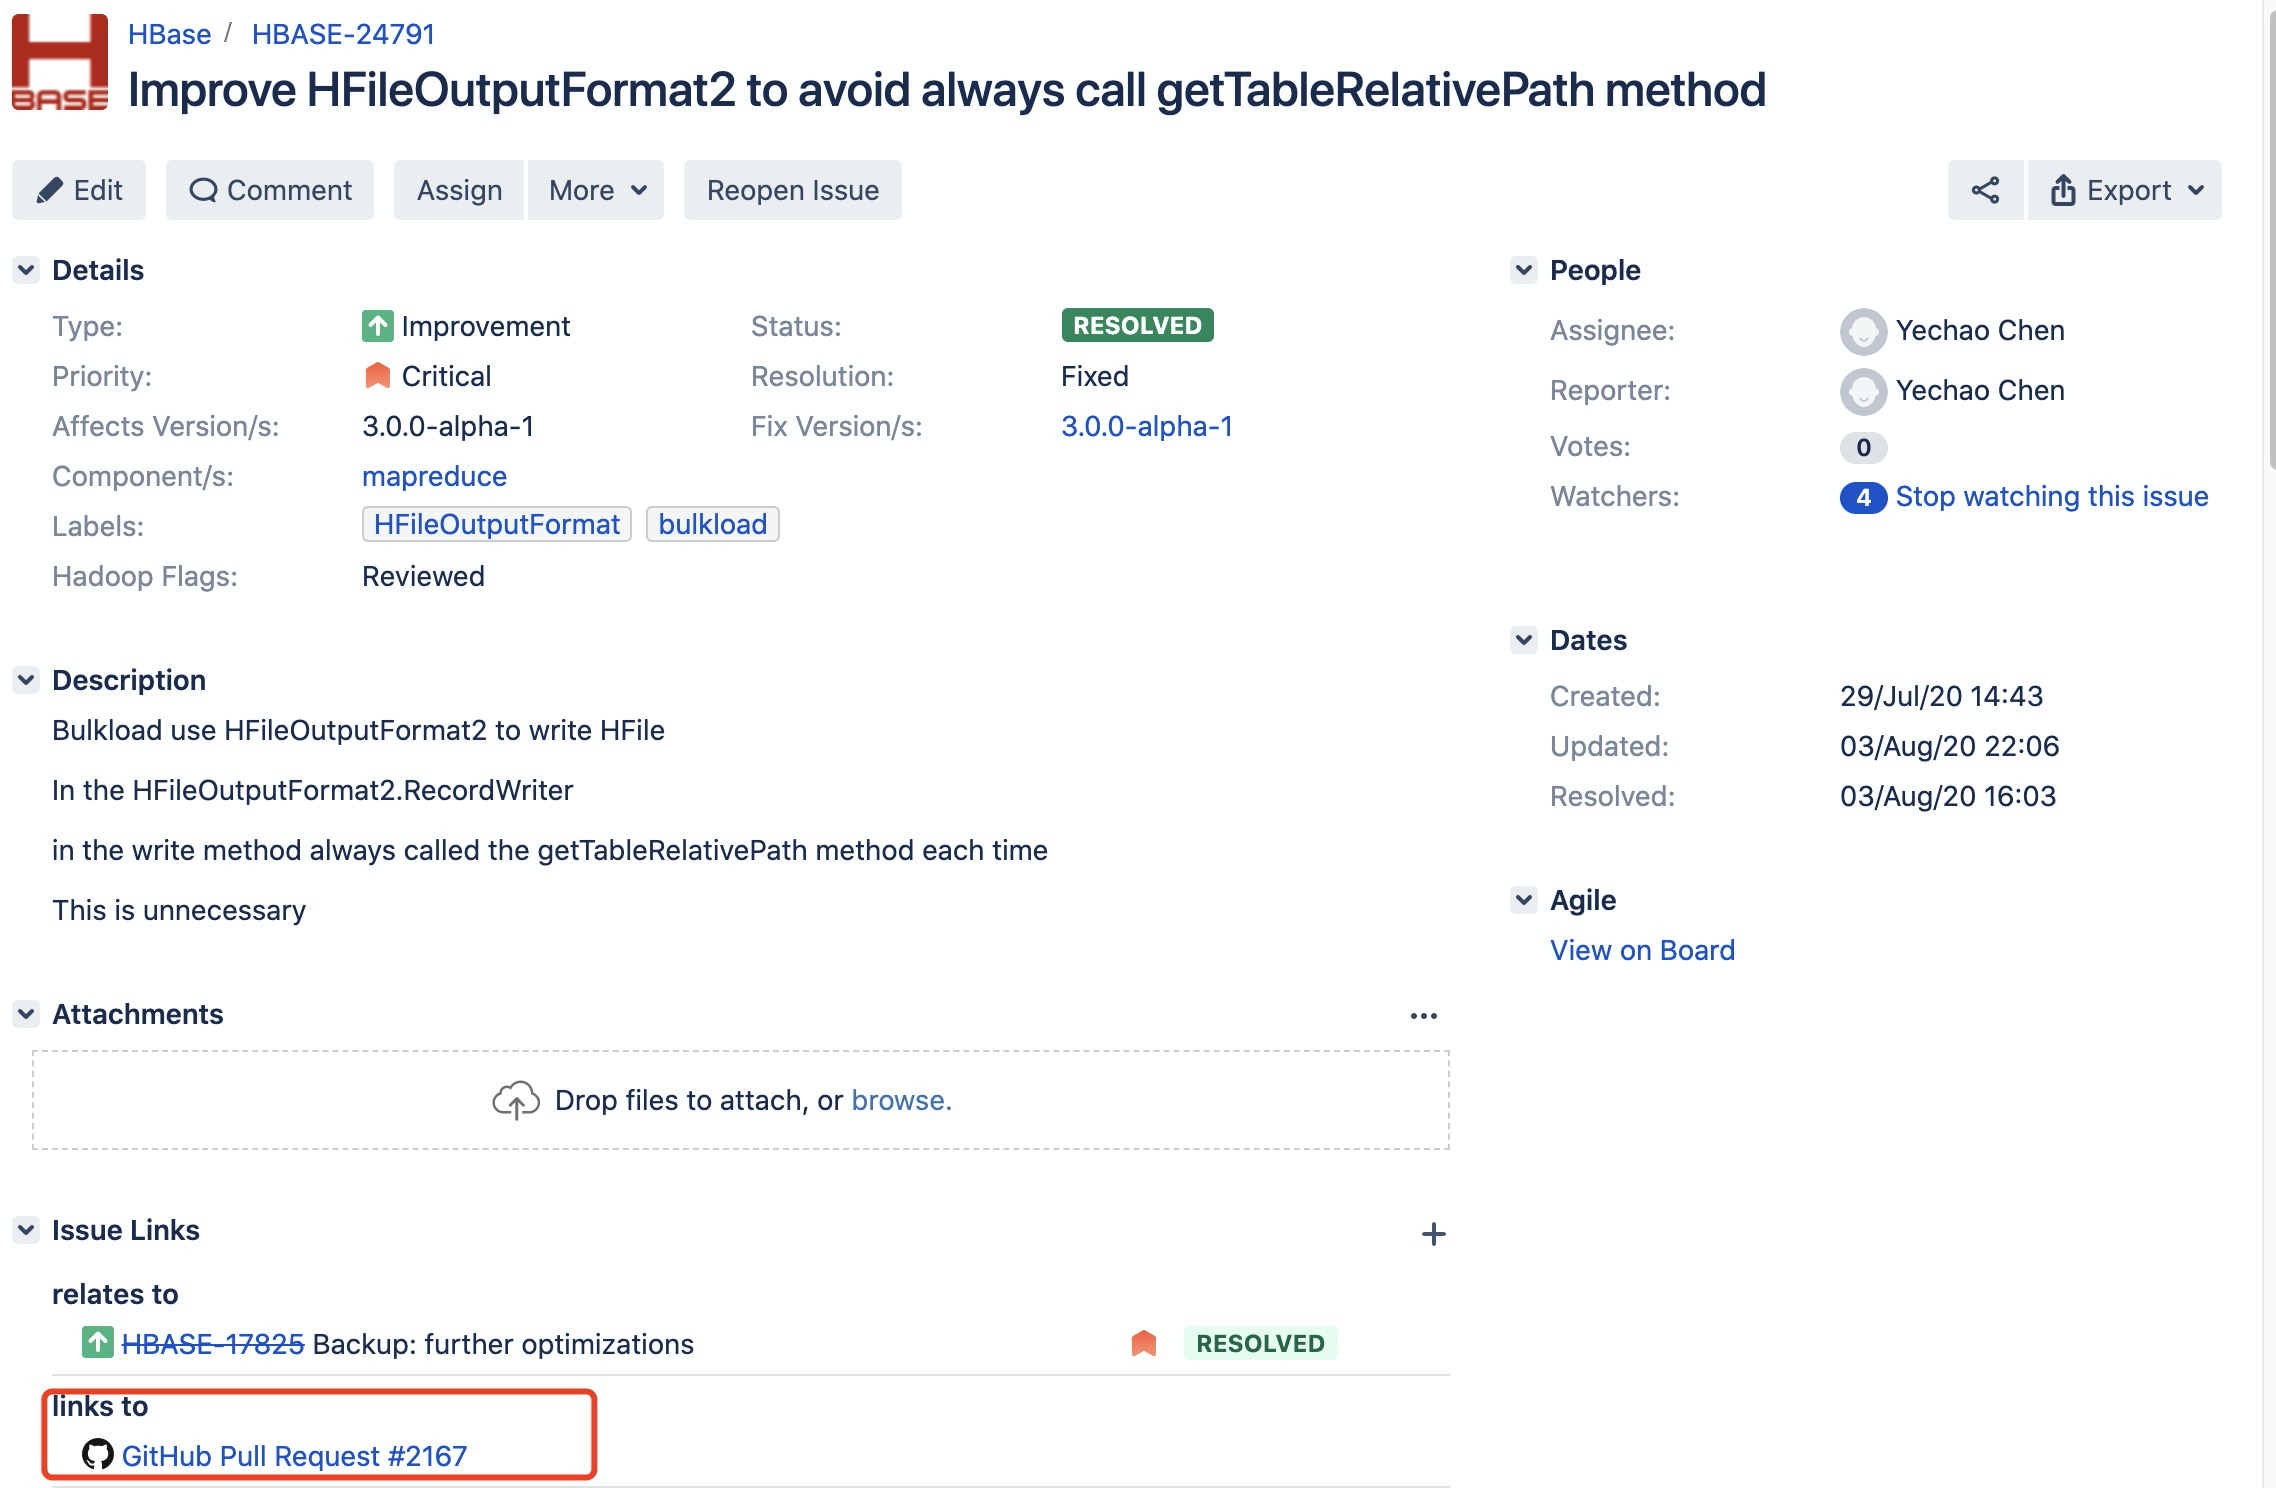 BASE
HBase / HBASE-24791
Improve HFileOutputFormat2 to avoid always call getTableRelativePath method
Edit Comment Assign More Reopen Issue Export
Details
Type: Improvement Status: RESOLVED
Priority: Critical Resolution: Fixed
Affects Version/s: 3.0.0-alpha-1 Fix Version/s: 3.0.0-alpha-1
Component/s: mapreduce
Labels: HFileOutputFormat bulkload
Hadoop Flags: Reviewed
Description
Bulkload use HFileOutputFormat2 to write HFile
In the HFileOutputFormat2.RecordWriter
in the write method always called the getTableRelativePath method each time
This is unnecessary
Attachments
Drop files to attach, or browse.
Issue Links
relates to
HBASE-17825 Backup: further optimizations RESOLVED
links to
GitHub Pull Request #2167
People
Assignee: Yechao Chen
Reporter: Yechao Chen
Votes: 0
Watchers: 4 Stop watching this issue
Dates
Created: 29/Jul/20 14:43
Updated: 03/Aug/20 22:06
Resolved: 03/Aug/20 16:03
Agile
View on Board